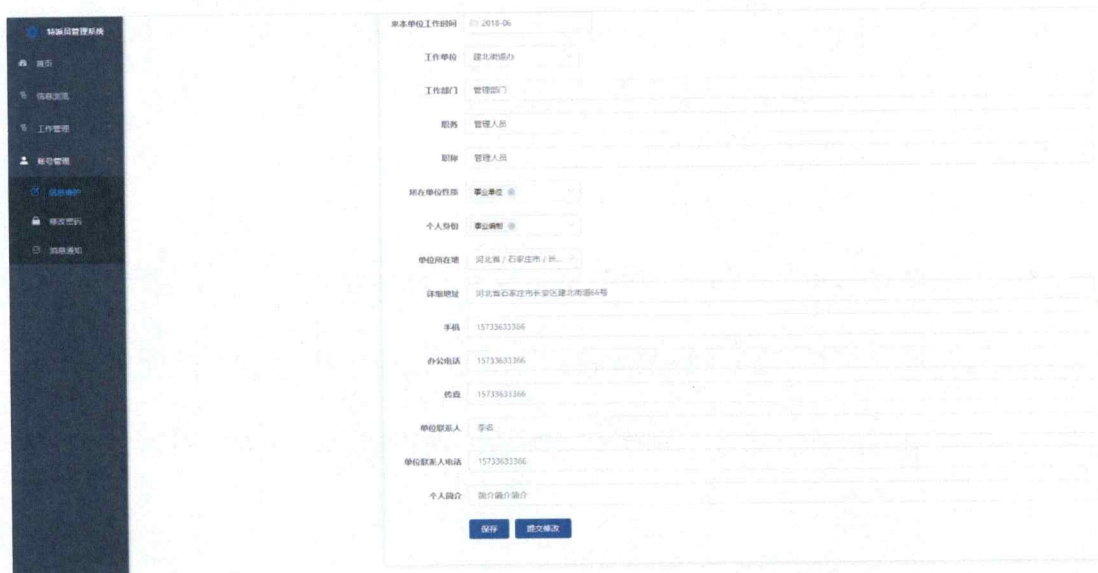 特派员管理系统
首页
信息浏览
工作管理
账号管理
信息维护
修改密码
消息通知
来本单位工作时间 2018-06
工作单位 建北街道办
工作部门 管理部门
职务 管理人员
职称 管理人员
所在单位性质 事业单位
个人身份 事业编制
单位所在地 河北省 / 石家庄市 / 长...
详细地址 河北省石家庄市长安区建北街道66号
手机 15733633366
办公电话 15733633366
传真 15733633366
单位联系人 李名
单位联系人电话 15733633366
个人简介 简介简介简介
保存 提交修改